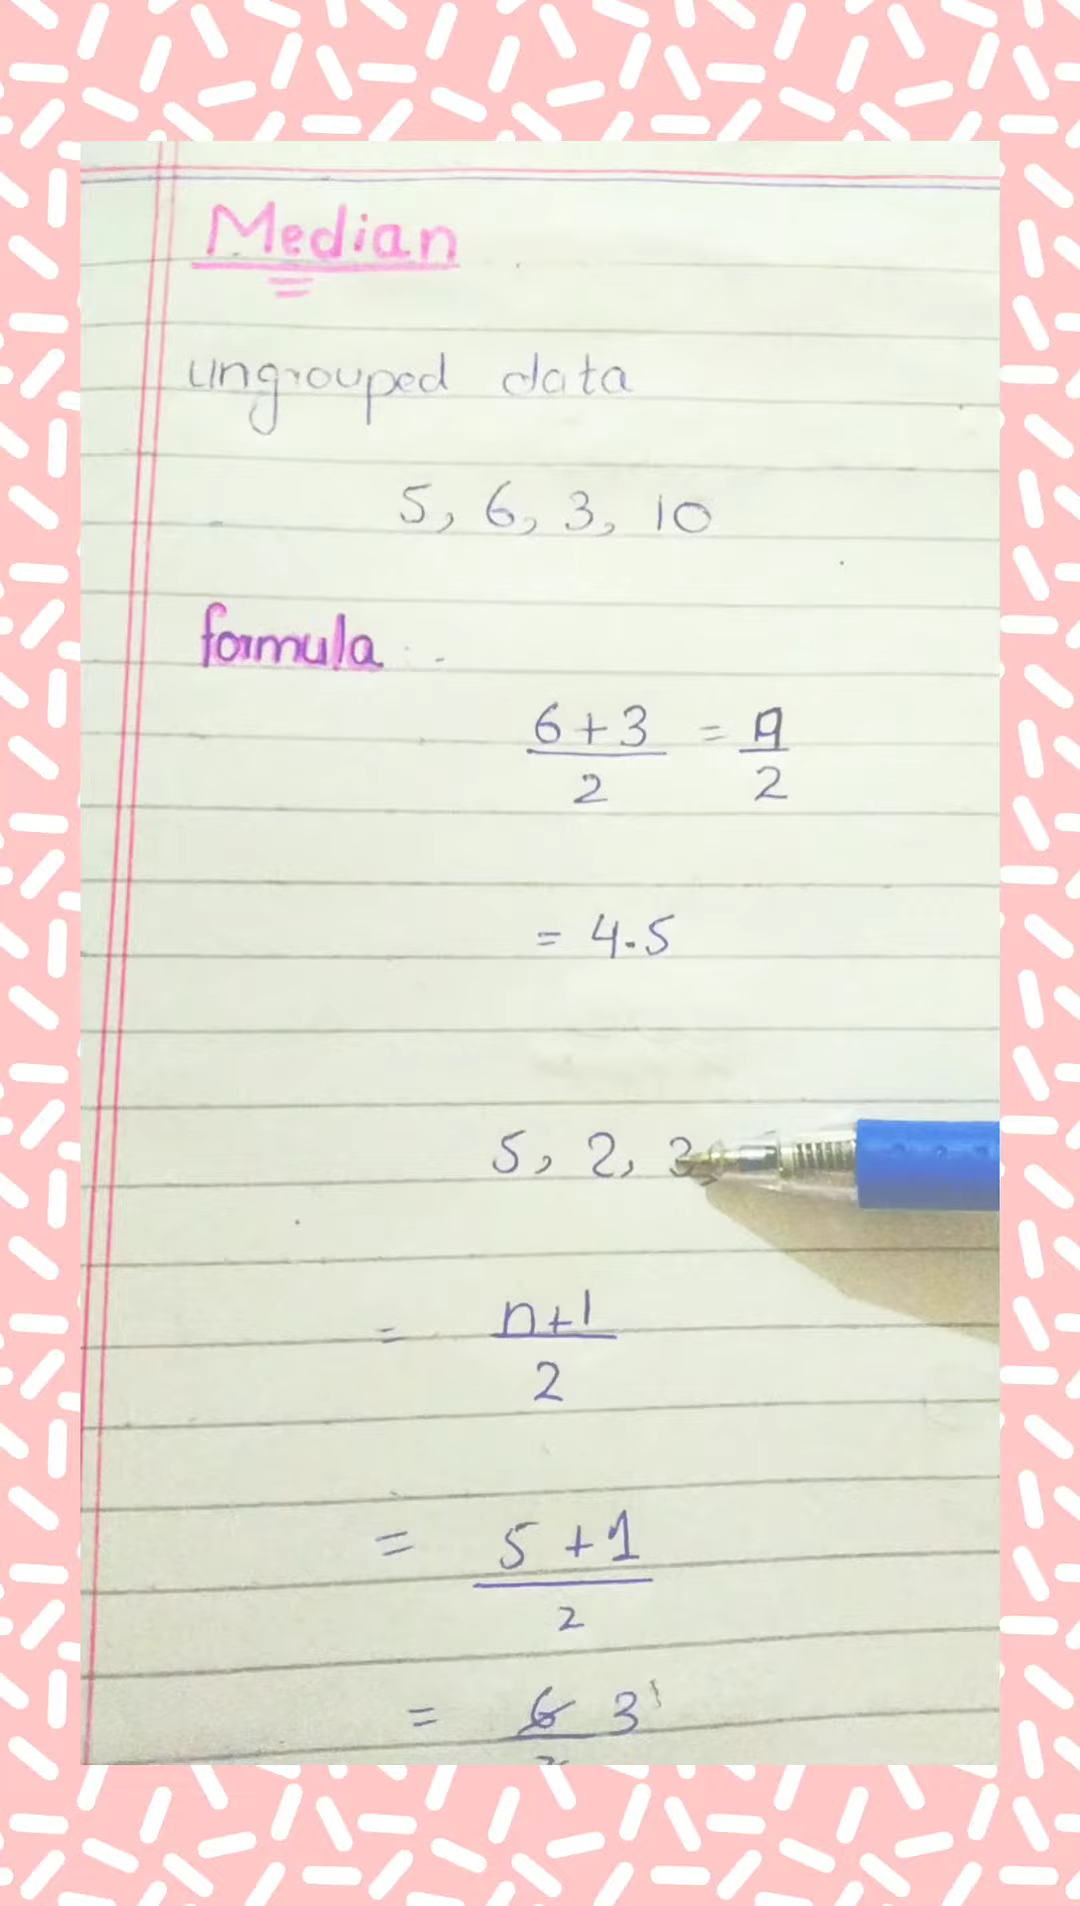 Median
ungrouped data
5, 6, 3, 10
formula
6+3 = 9
2 2
= 4.5
5, 2, 3,
= n+1
2
= 5+1
2
= 6 3
2